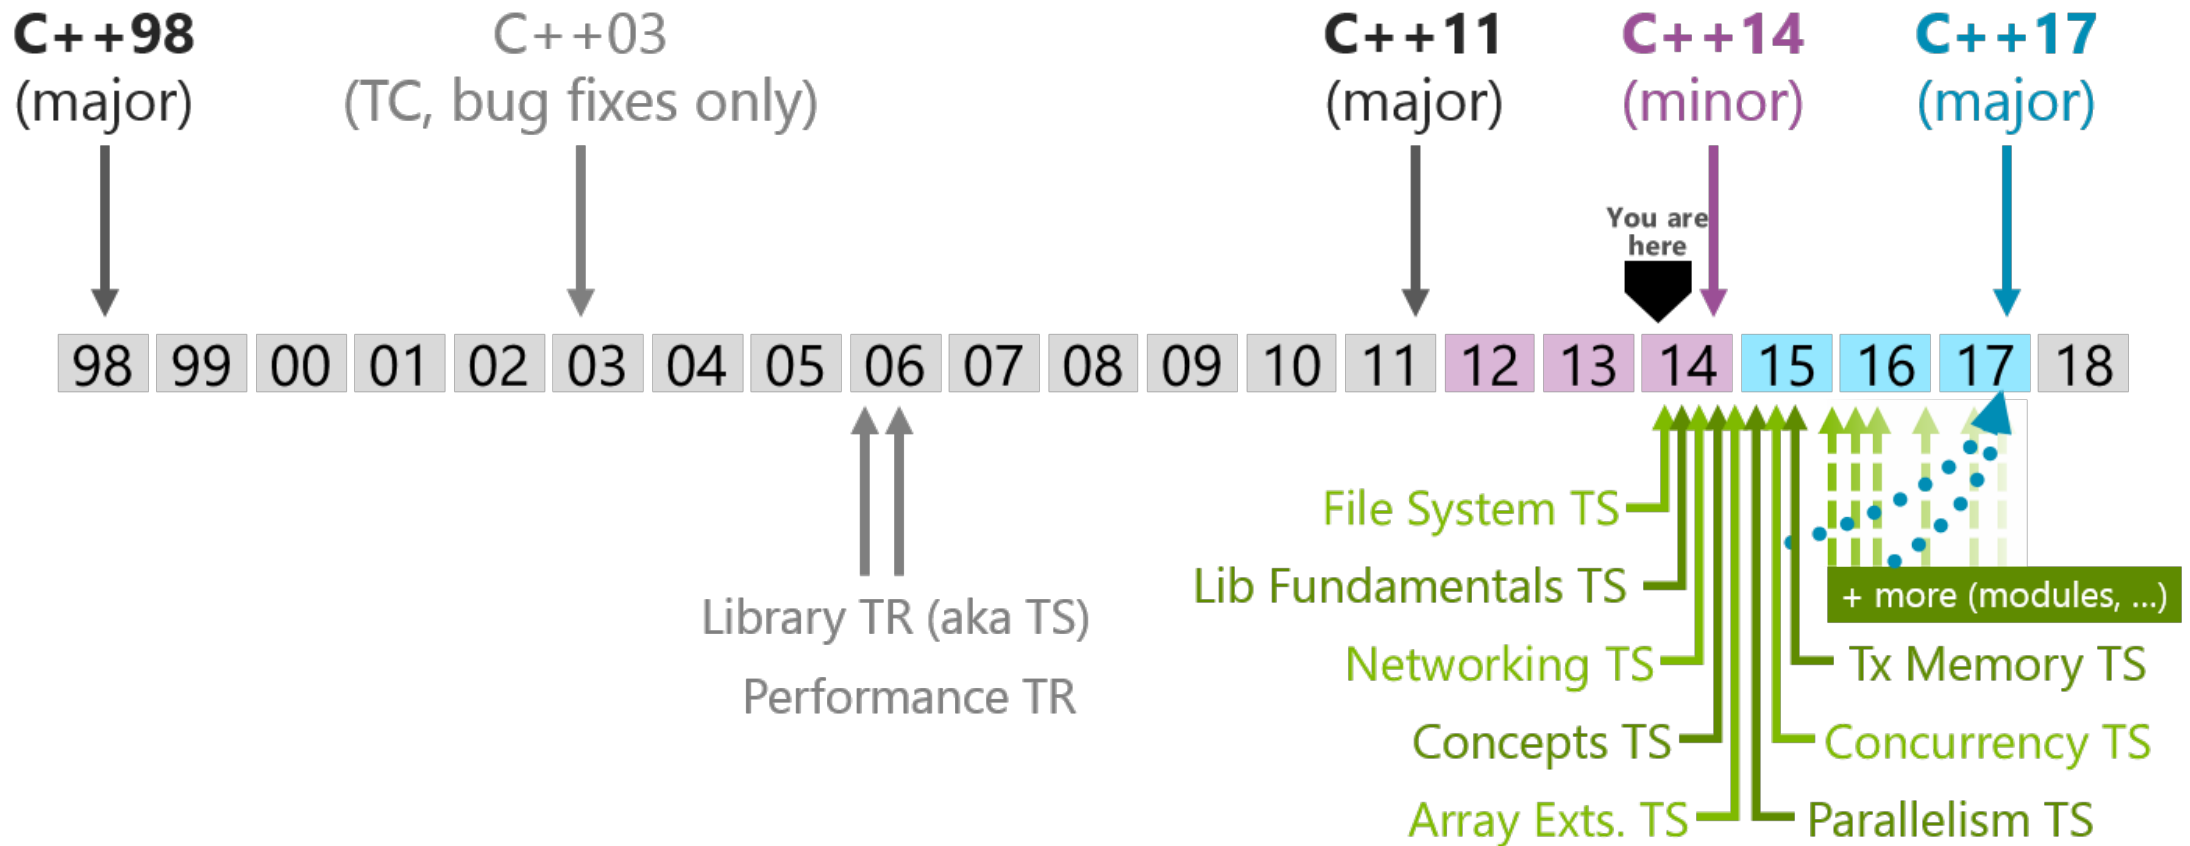 C++98
(major)
C++03
(TC, bug fixes only)
C++11
(major)
C++14
(minor)
C++17
(major)
You are
here
98 99 00 01 02 03 04 05 06 07 08 09 10 11 12 13 14 15 16 17 18
File System TS
Lib Fundamentals TS
+ more (modules, ...)
Library TR (aka TS)
Networking TS
Tx Memory TS
Performance TR
Concepts TS
Concurrency TS
Array Exts. TS
Parallelism TS